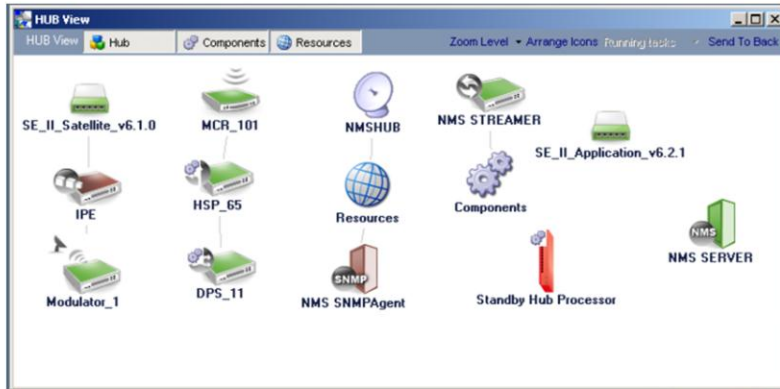 HUB View
HUB View Hub Components Resources Zoom Level Arrange Icons Running tasks Send To Back
SE_II_Satellite_v6.1.0
MCR_101
NMSHUB
NMS STREAMER
SE_II_Application_v6.2.1
IPE
HSP_65
Resources
Components
NMS
NMS SERVER
Modulator_1
DPS_11
SNMP
NMS SNMPAgent
Standby Hub Processor